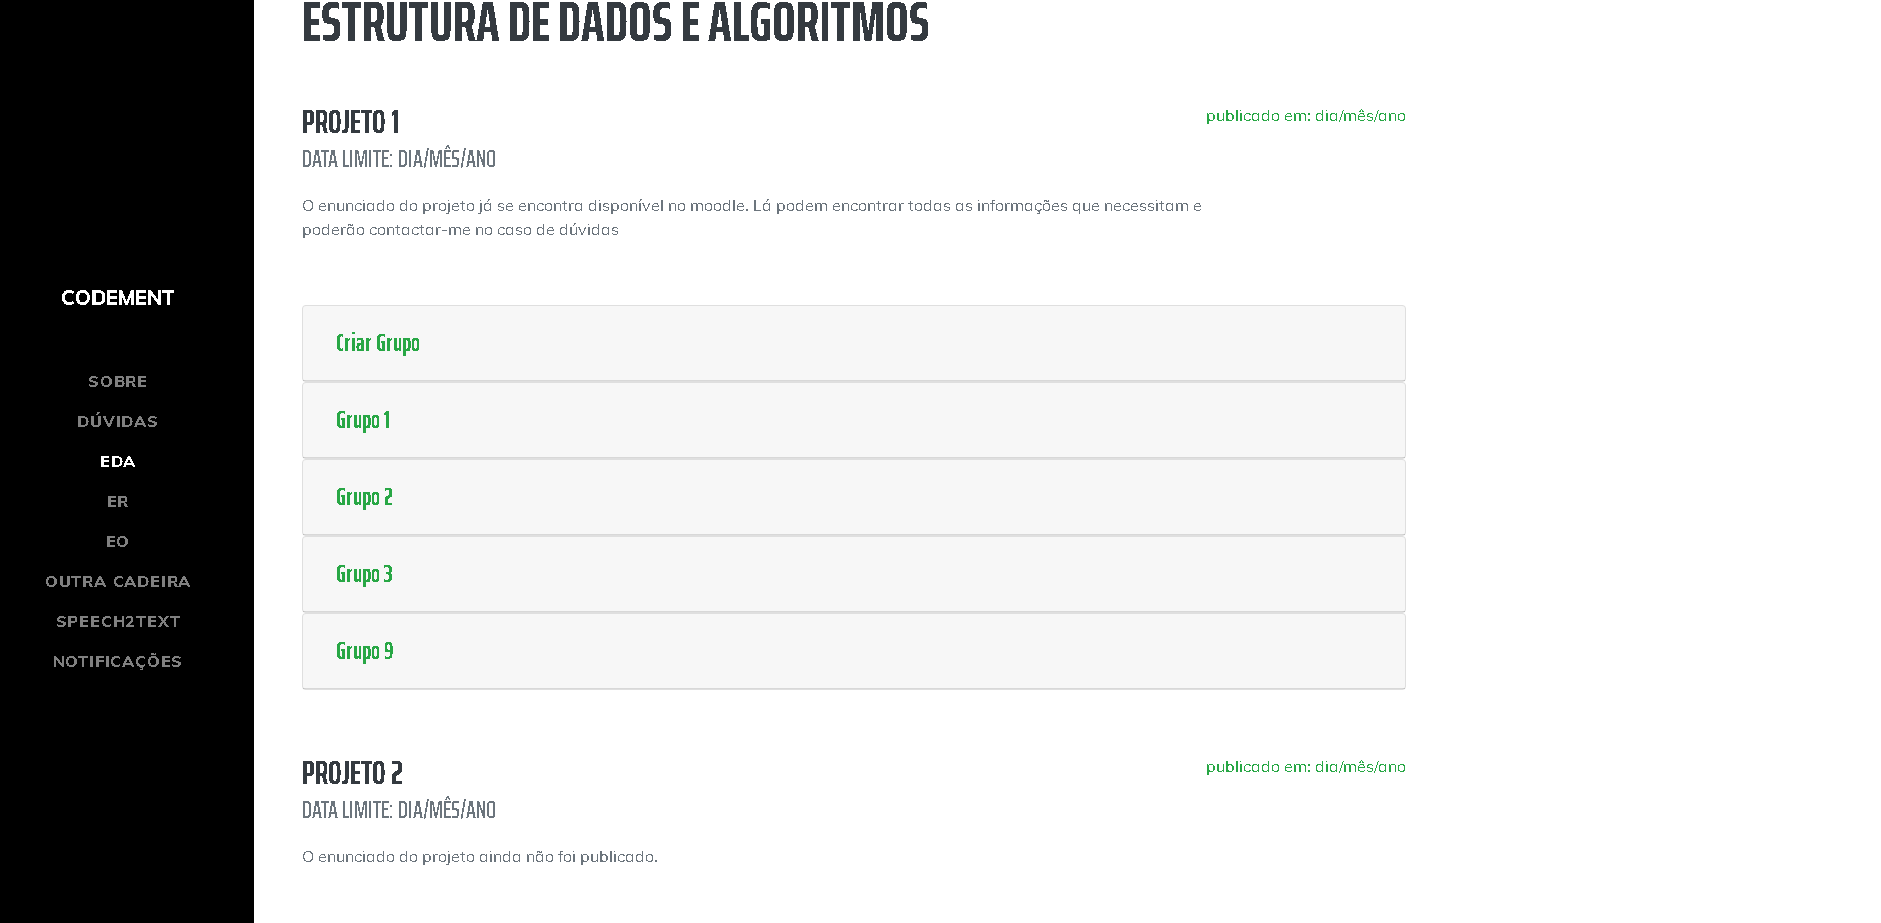 CODEMENT
SOBRE
DÚVIDAS
EDA
ER
EO
OUTRA CADEIRA
SPEECH2TEXT
NOTIFICAÇÕES
ESTRUTURA DE DADOS E ALGORITMOS
PROJETO 1
publicado em: dia/mês/ano
DATA LIMITE: DIA/MÊS/ANO
O enunciado do projeto já se encontra disponível no moodle. Lá podem encontrar todas as informações que necessitam e
poderão contactar-me no caso de dúvidas
Criar Grupo
Grupo 1
Grupo 2
Grupo 3
Grupo 9
PROJETO 2
publicado em: dia/mês/ano
DATA LIMITE: DIA/MÊS/ANO
O enunciado do projeto ainda não foi publicado.